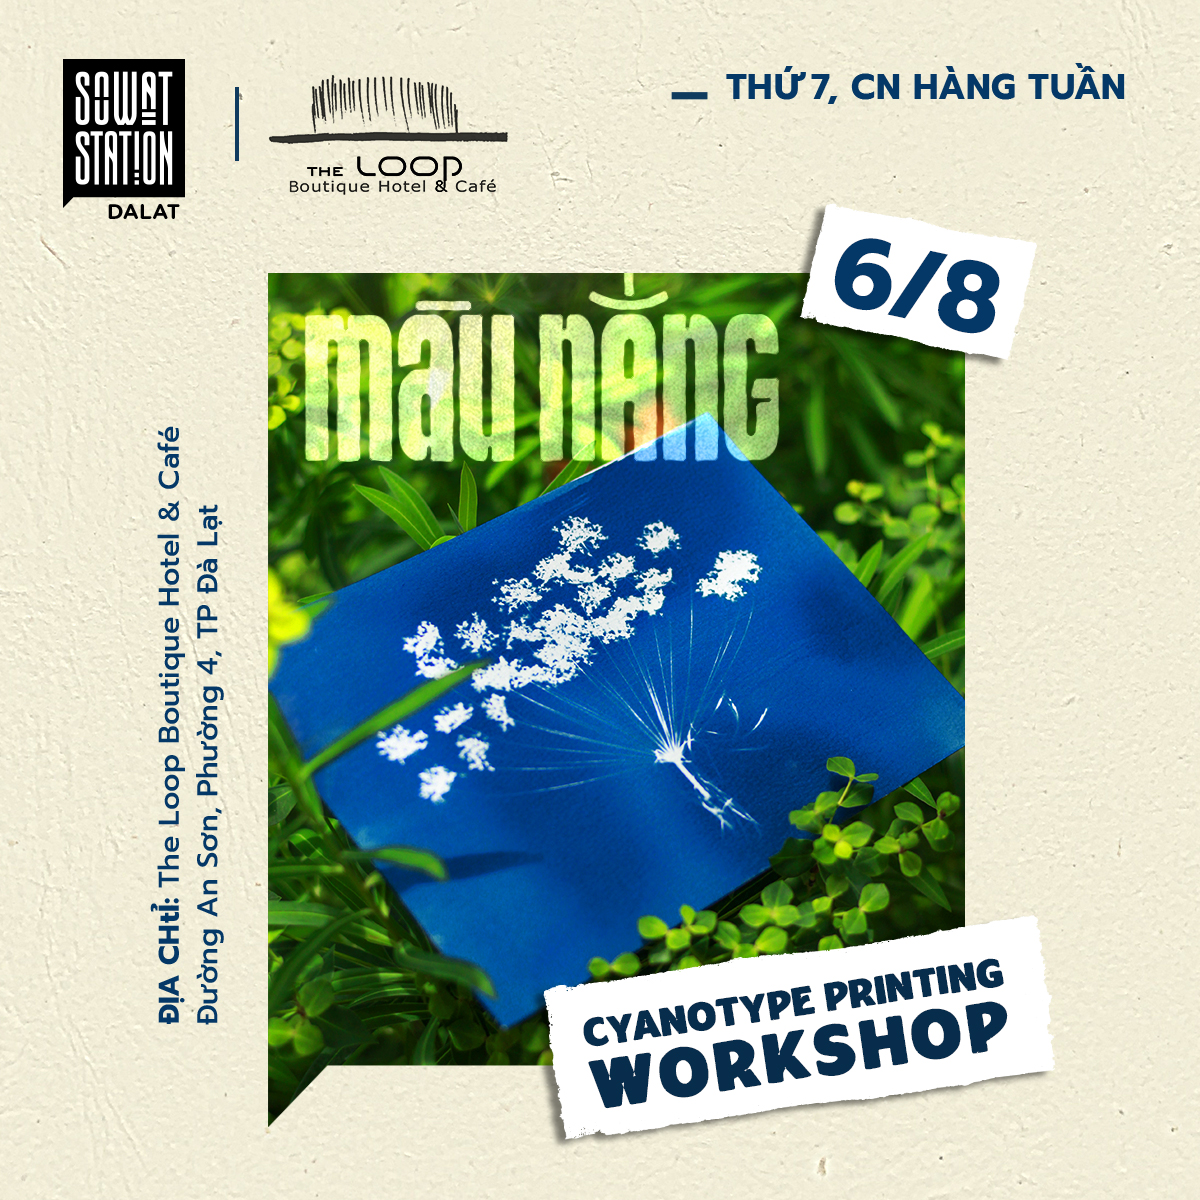 SOWAT
STATION
DALAT
THE LOOP
Boutique Hotel & Café
THỨ 7, CN HÀNG TUẦN
6/8
MÀU NẮNG
ĐỊA CHỈ: The Loop Boutique Hotel & Café
Đường An Sơn, Phường 4, TP Đà Lạt
CYANOTYPE PRINTING
WORKSHOP